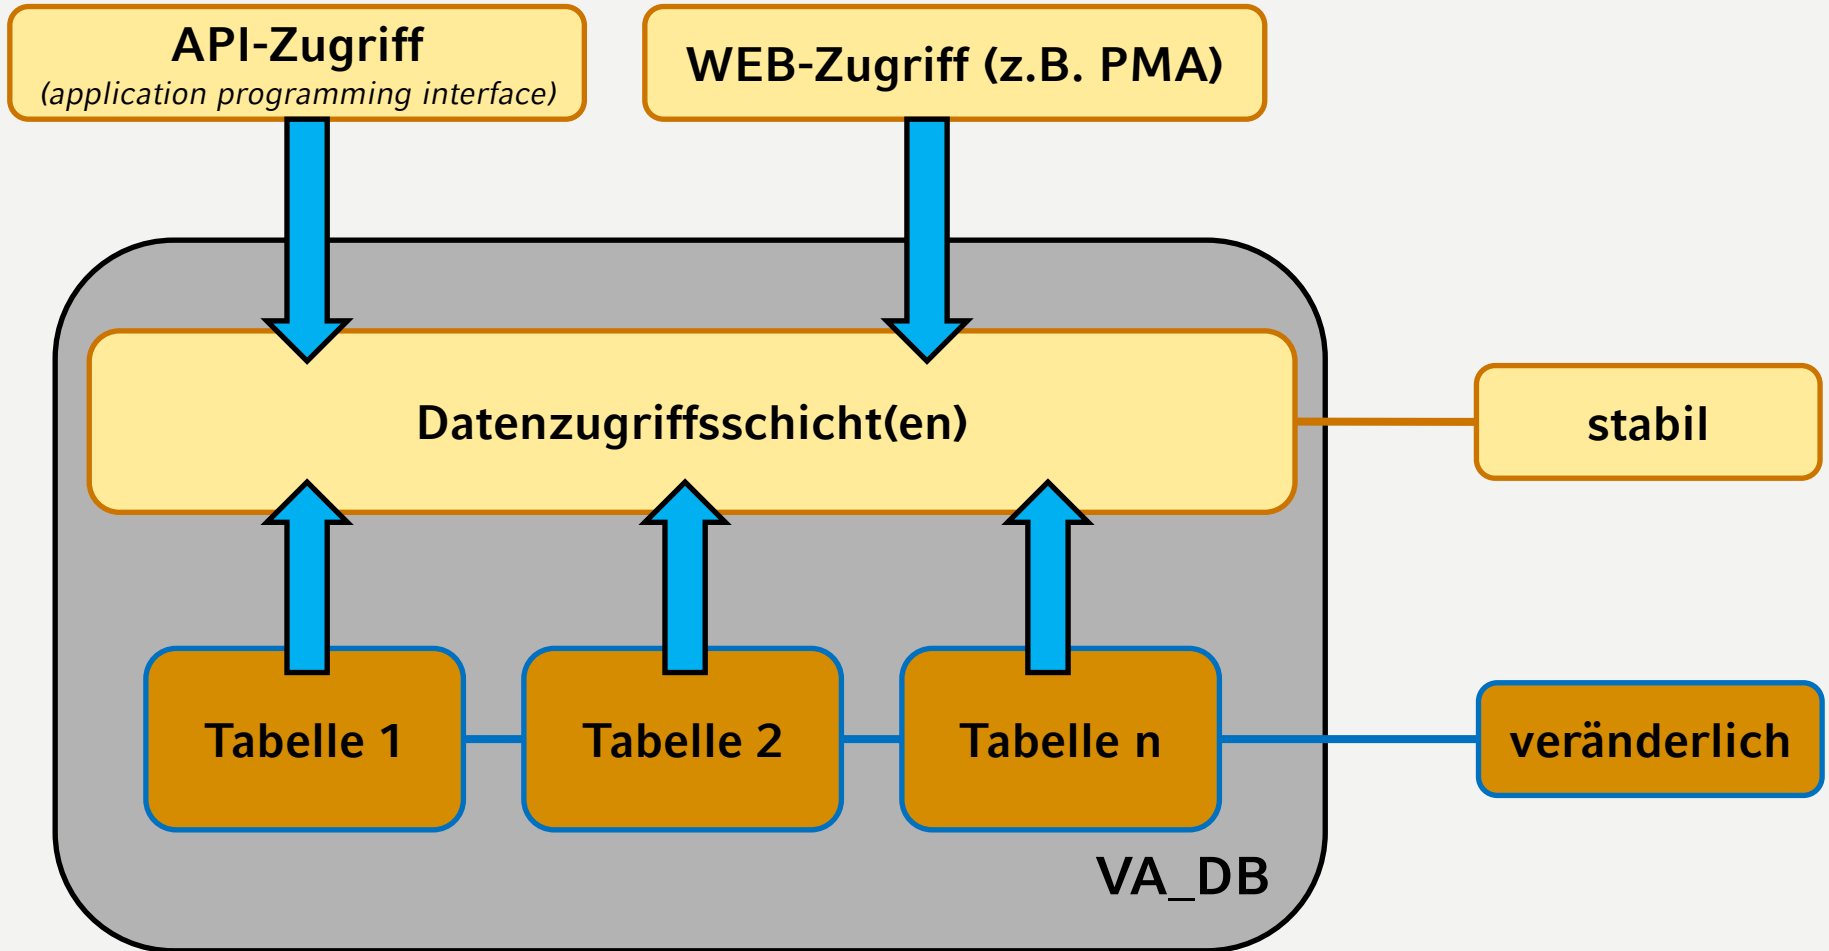 API-Zugriff
(application programming interface)
WEB-Zugriff (z.B. PMA)
Datenzugriffsschicht(en)
stabil
Tabelle 1
Tabelle 2
Tabelle n
veränderlich
VA_DB